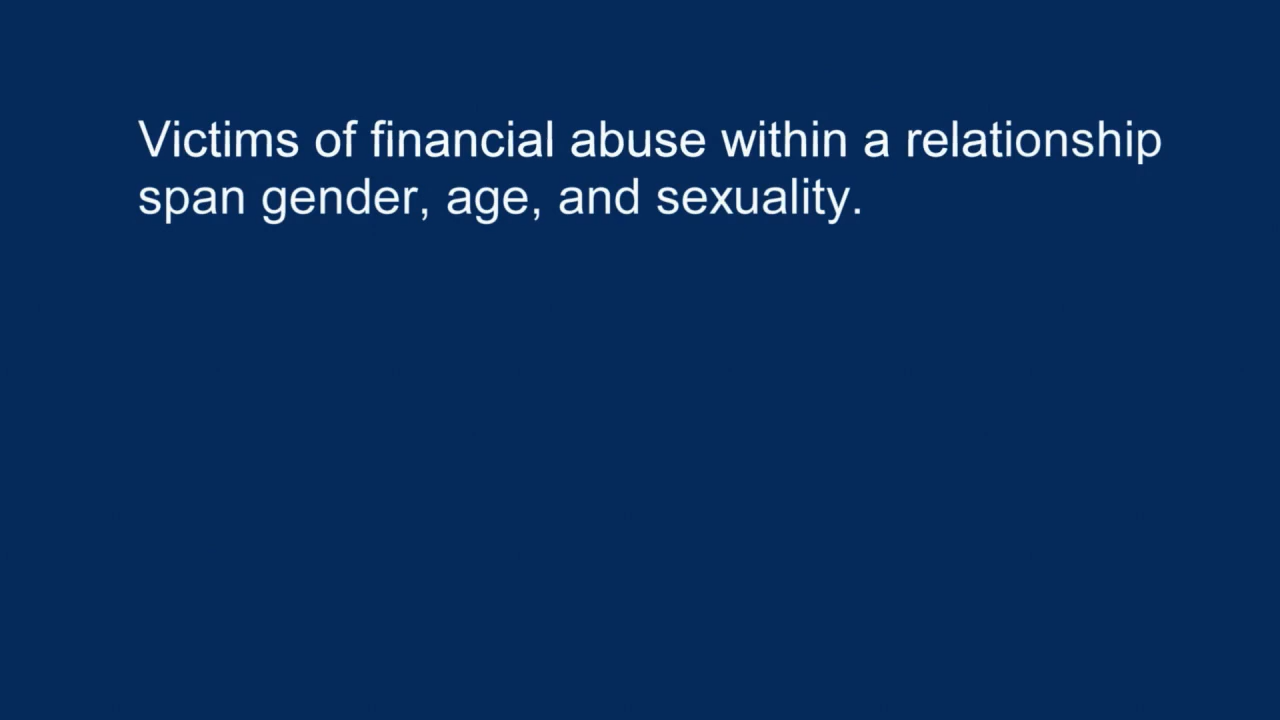 Victims of financial abuse within a relationship
span gender, age, and sexuality.